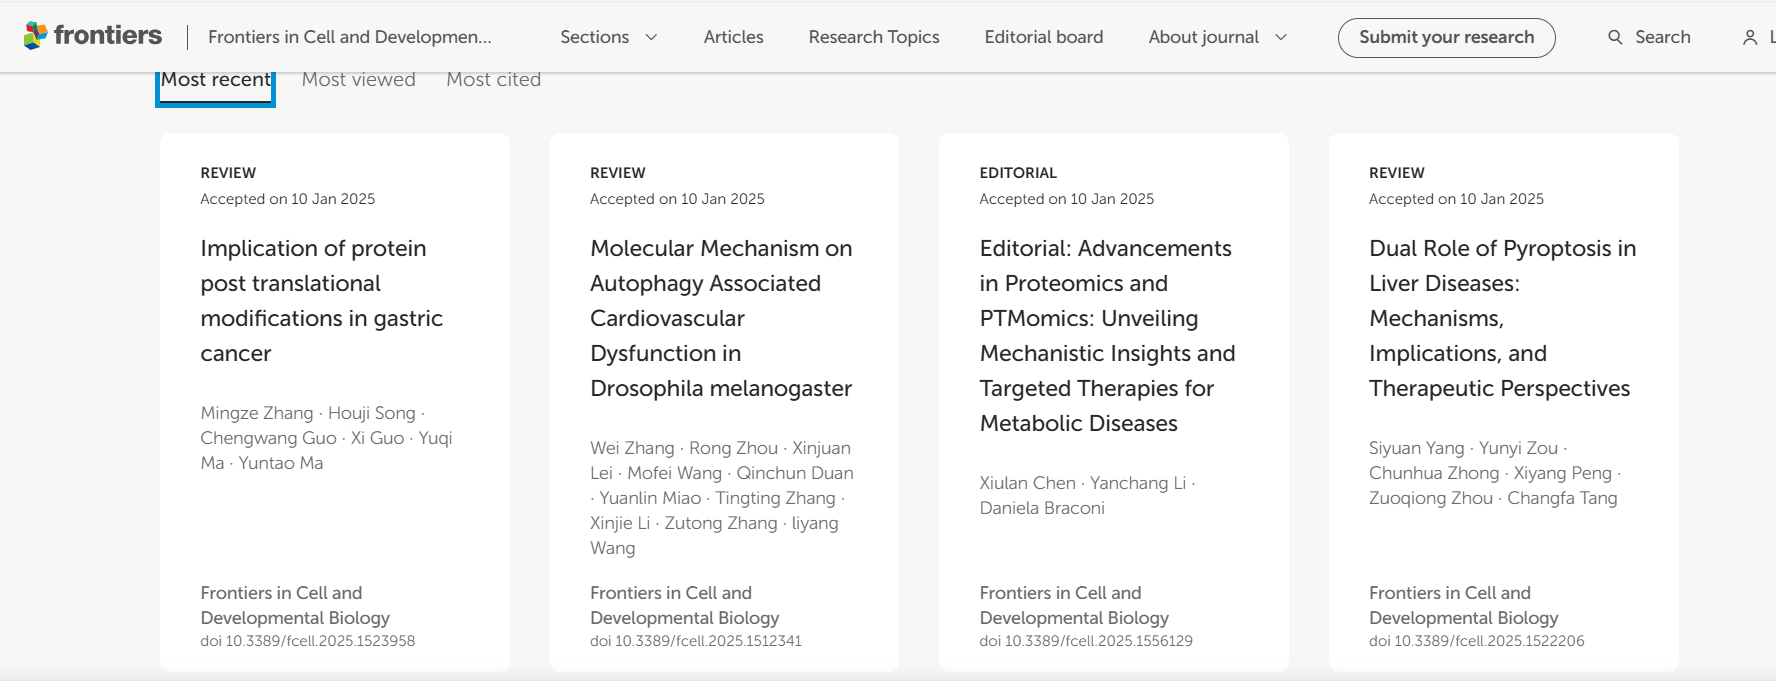 frontiers
Frontiers in Cell and Developmen...
Sections
Articles
Research Topics
Editorial board
About journal
Submit your research
Search
L
Most recent
Most viewed
Most cited
REVIEW
Accepted on 10 Jan 2025
Implication of protein
post translational
modifications in gastric
cancer
Mingze Zhang · Houji Song ·
Chengwang Guo · Xi Guo · Yuqi
Ma · Yuntao Ma
Frontiers in Cell and
Developmental Biology
doi 10.3389/fcell.2025.1523958
REVIEW
Accepted on 10 Jan 2025
Molecular Mechanism on
Autophagy Associated
Cardiovascular
Dysfunction in
Drosophila melanogaster
Wei Zhang · Rong Zhou · Xinjuan
Lei · Mofei Wang · Qinchun Duan
· Yuanlin Miao · Tingting Zhang ·
Xinjie Li · Zutong Zhang · liyang
Wang
Frontiers in Cell and
Developmental Biology
doi 10.3389/fcell.2025.1512341
EDITORIAL
Accepted on 10 Jan 2025
Editorial: Advancements
in Proteomics and
PTMomics: Unveiling
Mechanistic Insights and
Targeted Therapies for
Metabolic Diseases
Xiulan Chen · Yanchang Li ·
Daniela Braconi
Frontiers in Cell and
Developmental Biology
doi 10.3389/fcell.2025.1556129
REVIEW
Accepted on 10 Jan 2025
Dual Role of Pyroptosis in
Liver Diseases:
Mechanisms,
Implications, and
Therapeutic Perspectives
Siyuan Yang · Yunyi Zou ·
Chunhua Zhong · Xiyang Peng ·
Zuoqiong Zhou · Changfa Tang
Frontiers in Cell and
Developmental Biology
doi 10.3389/fcell.2025.1522206